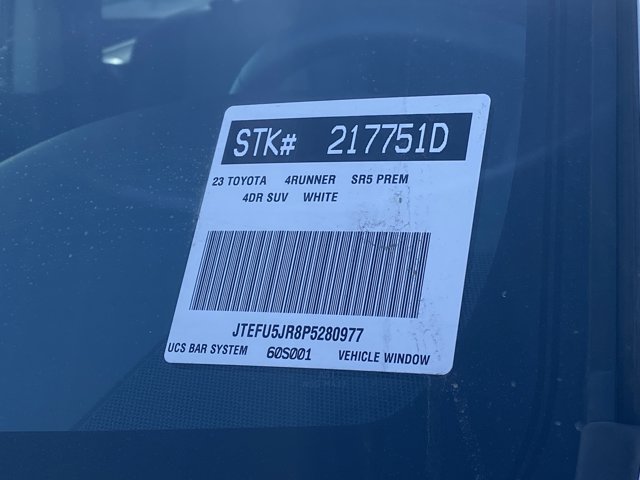 STK# 217751D
23 TOYOTA 4RUNNER SR5 PREM
4DR SUV WHITE
JTEFU5JR8P5280977
UCS BAR SYSTEM 60S001 VEHICLE WINDOW